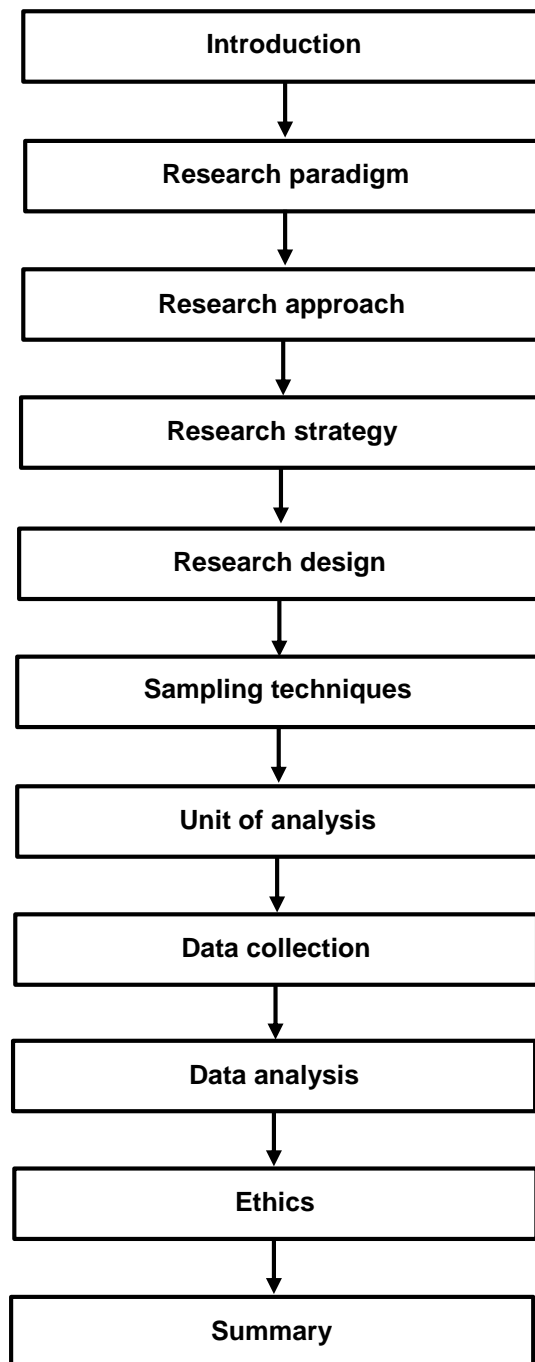 Introduction
Research paradigm
Research approach
Research strategy
Research design
Sampling techniques
Unit of analysis
Data collection
Data analysis
Ethics
Summary